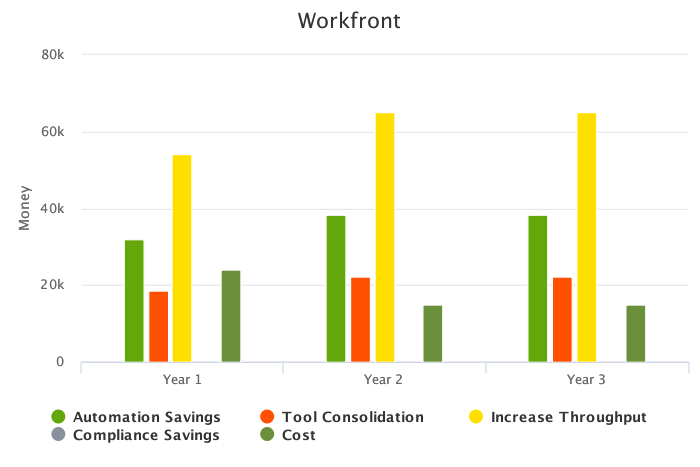 Workfront
80k
60k
40k
20k
0
Money
Year 1
Year 2
Year 3
Automation Savings
Tool Consolidation
Increase Throughput
Compliance Savings
Cost